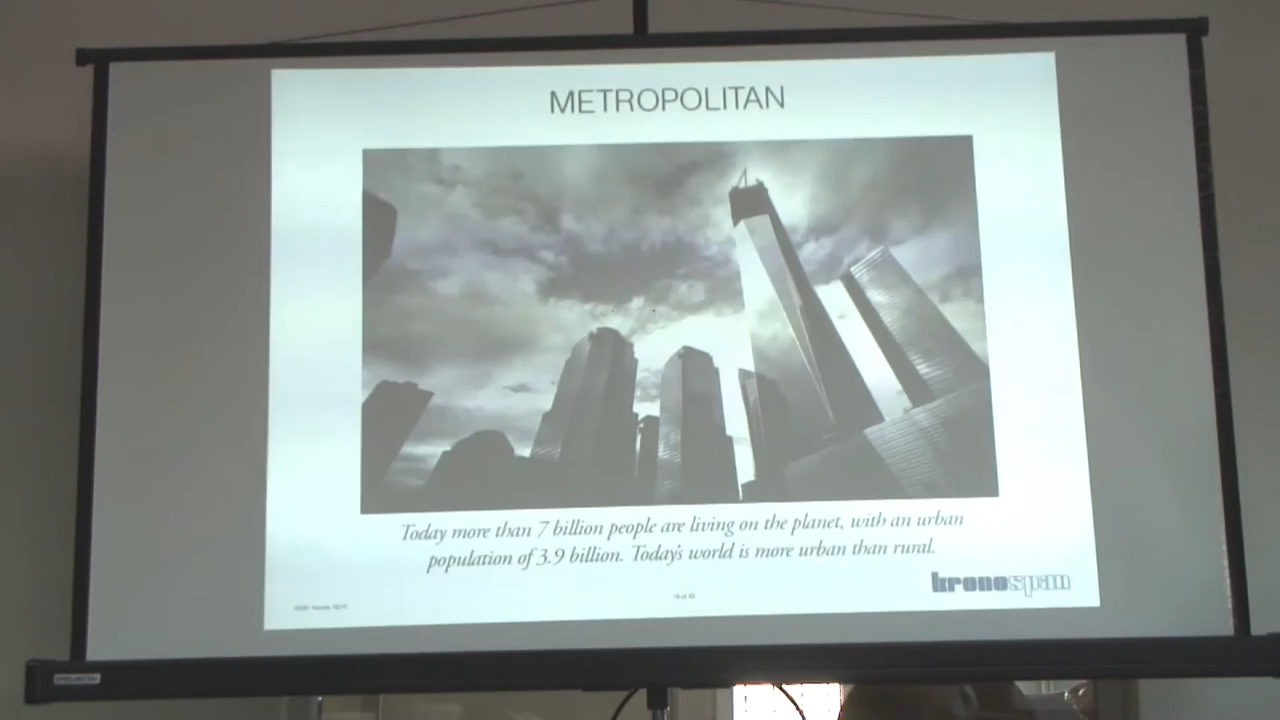 METROPOLITAN
Today more than 7 billion people are living on the planet, with an urban
population of 3.9 billion. Today's world is more urban than rural.
kronospan